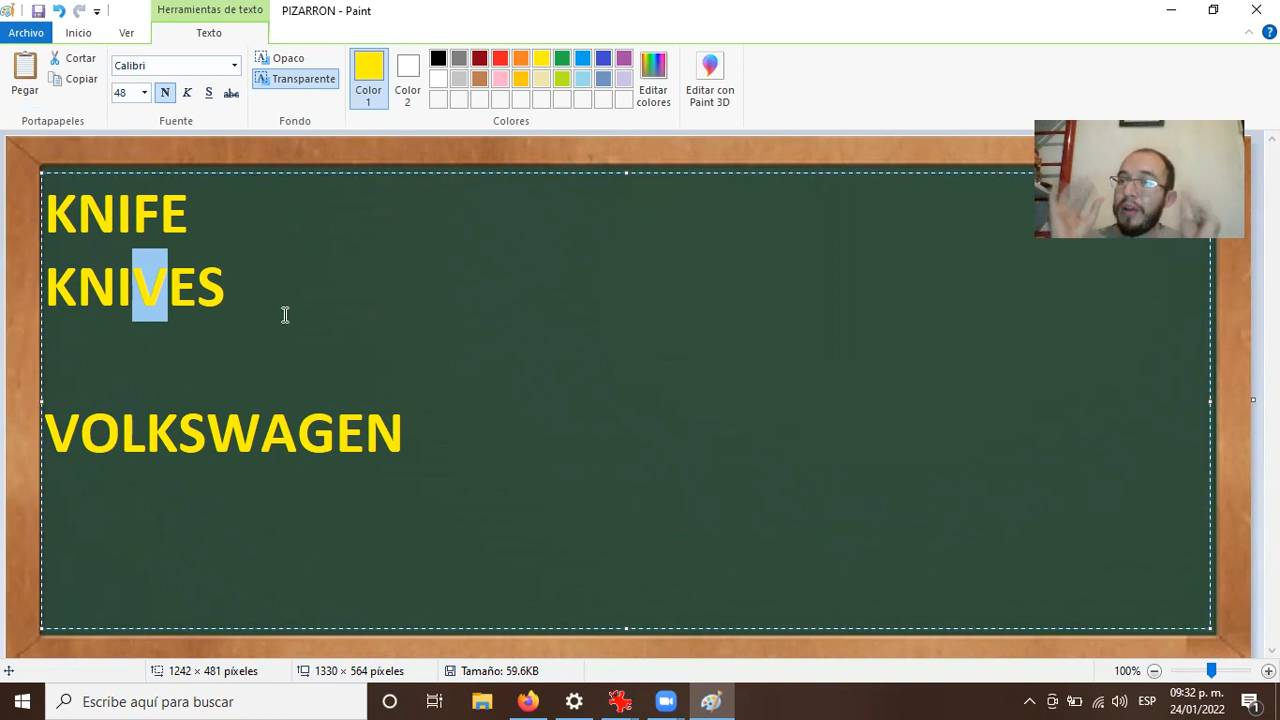 Herramientas de texto
PIZARRON - Paint
Archivo
Inicio
Ver
Texto
Pegar
Cortar
Copiar
Portapapeles
Calibri
48
N
K
S
abc
Fuente
Opaco
Transparente
Fondo
Color 1
Color 2
Editar colores
Colores
Editar con Paint 3D
KNIFE
KNIVES
VOLKSWAGEN
1242 × 481 píxeles
1330 × 564 píxeles
Tamaño: 59.6KB
100%
Escribe aquí para buscar
ESP
09:32 p. m.
24/01/2022
1